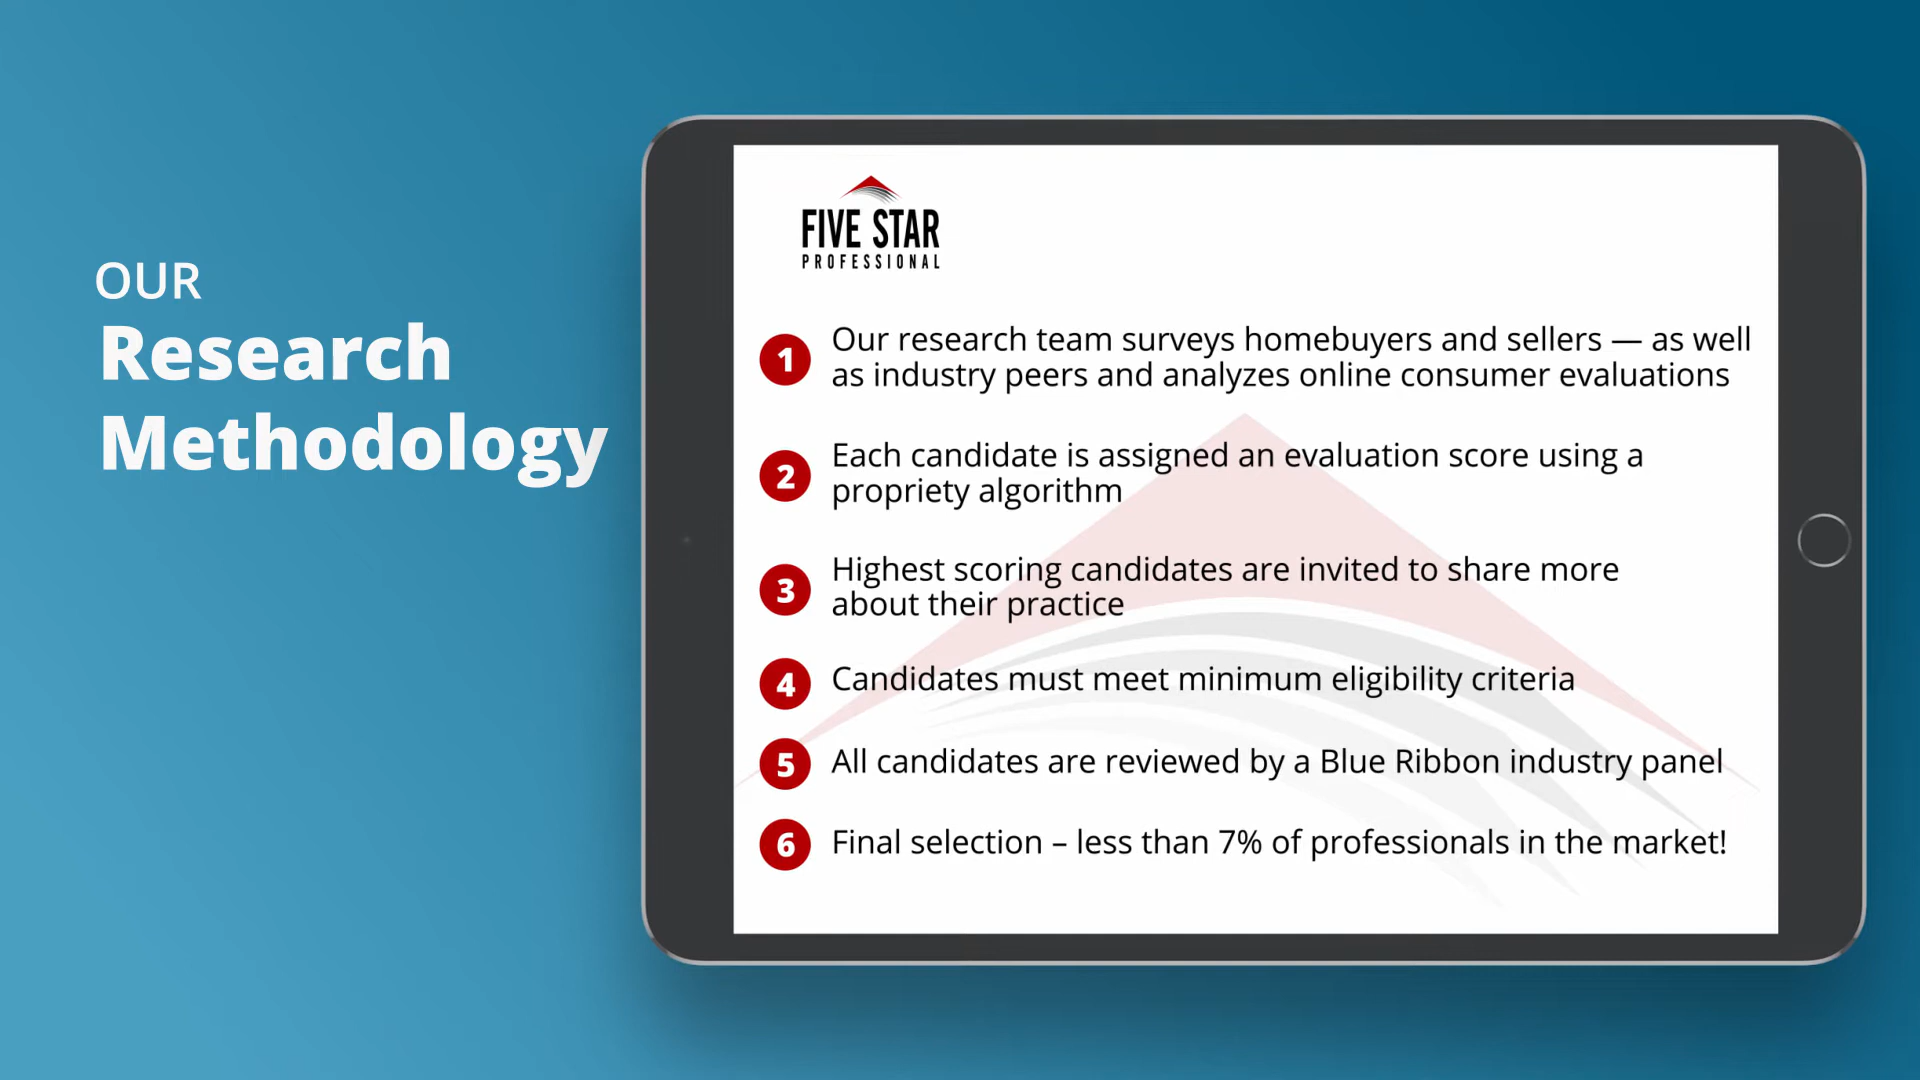 OUR
Research
Methodology
FIVE STAR
PROFESSIONAL
1 Our research team surveys homebuyers and sellers — as well
as industry peers and analyzes online consumer evaluations
2 Each candidate is assigned an evaluation score using a
propriety algorithm
3 Highest scoring candidates are invited to share more
about their practice
4 Candidates must meet minimum eligibility criteria
5 All candidates are reviewed by a Blue Ribbon industry panel
6 Final selection – less than 7% of professionals in the market!